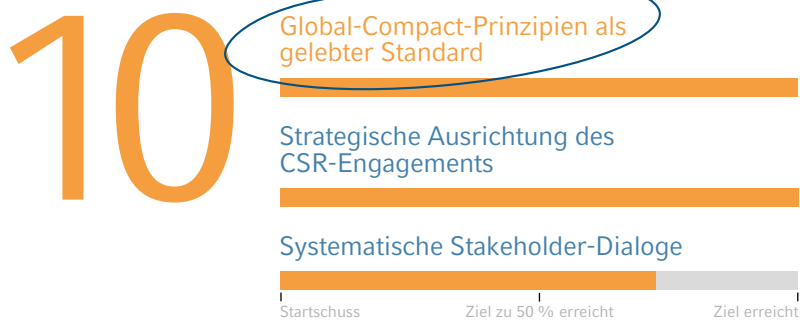 10
Global-Compact-Prinzipien als
gelebter Standard
Strategische Ausrichtung des
CSR-Engagements
Systematische Stakeholder-Dialoge
Startschuss Ziel zu 50 % erreicht Ziel erreicht